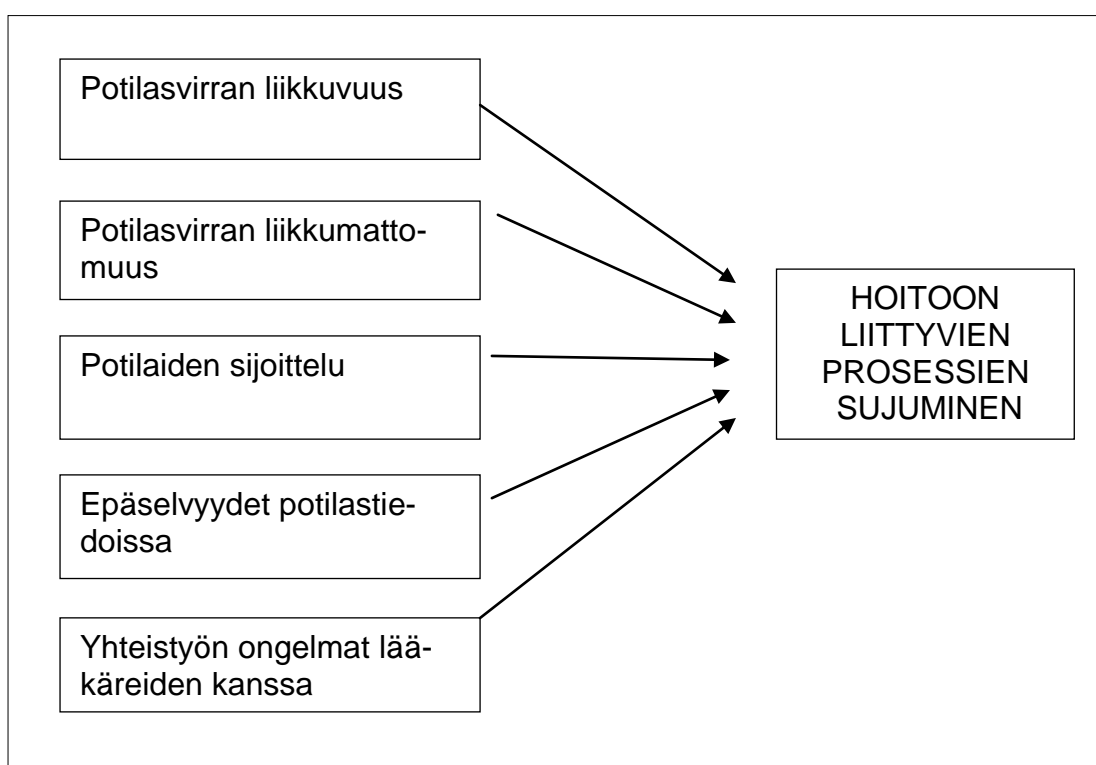 Potilasvirran liikkuvuus
Potilasvirran liikkumatto-
muus
Potilaiden sijoittelu
Epäselvyydet potilastie-
doissa
Yhteistyön ongelmat lää-
käreiden kanssa
HOITOON
LIITTYVIEN
PROSESSIEN
SUJUMINEN